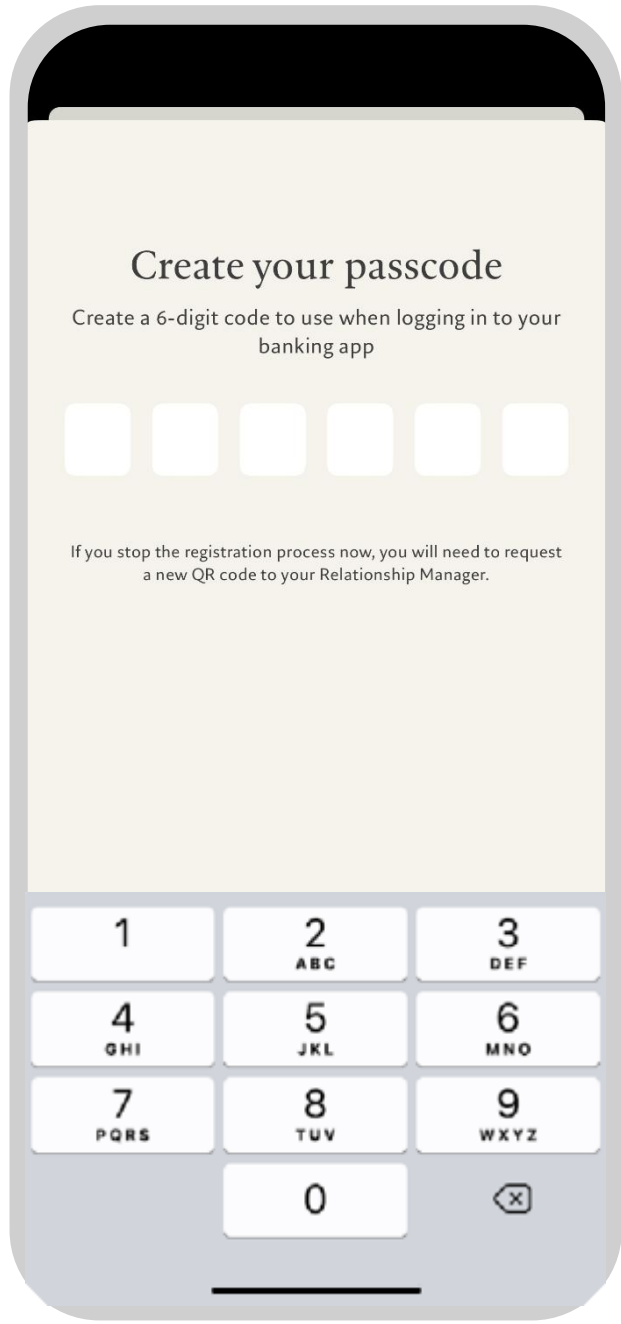 Create your passcode
Create a 6-digit code to use when logging in to your
banking app
If you stop the registration process now, you will need to request
a new QR code to your Relationship Manager.
1 2 3
ABC DEF
4 5 6
GHI JKL MNO
7 8 9
PQRS TUV WXYZ
0